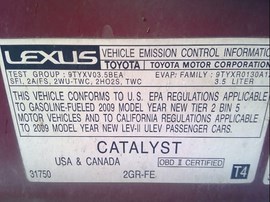 LEXUS VEHICLE EMISSION CONTROL INFORMATION
TOYOTA TOYOTA MOTOR CORPORATION
TEST GROUP : 9TYXV03.5BEA EVAP. FAMILY : 9TYXR0130A1
SFI, 2A/FS, 2WU-TWC, 2HO2S, TWC 3.5 LITER
THIS VEHICLE CONFORMS TO U.S. EPA REGULATIONS APPLICABLE
TO GASOLINE-FUELED 2009 MODEL YEAR NEW TIER 2 BIN 5
MOTOR VEHICLES AND TO CALIFORNIA REGULATIONS APPLICABLE
TO 2009 MODEL YEAR NEW LEV-II ULEV PASSENGER CARS.
CATALYST
USA & CANADA OBD II CERTIFIED
31750 2GR-FE T4